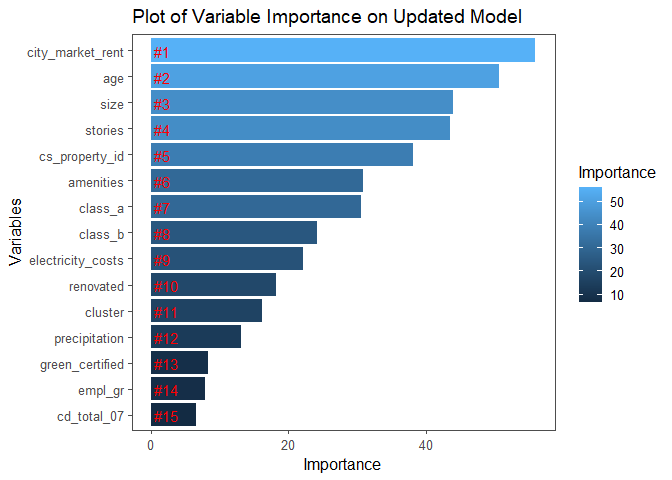 Plot of Variable Importance on Updated Model
Variables
city_market_rent #1
age #2
size #3
stories #4
cs_property_id #5
amenities #6
class_a #7
class_b #8
electricity_costs #9
renovated #10
cluster #11
precipitation #12
green_certified #13
empl_gr #14
cd_total_07 #15
0 20 40
Importance
Importance
50
40
30
20
10